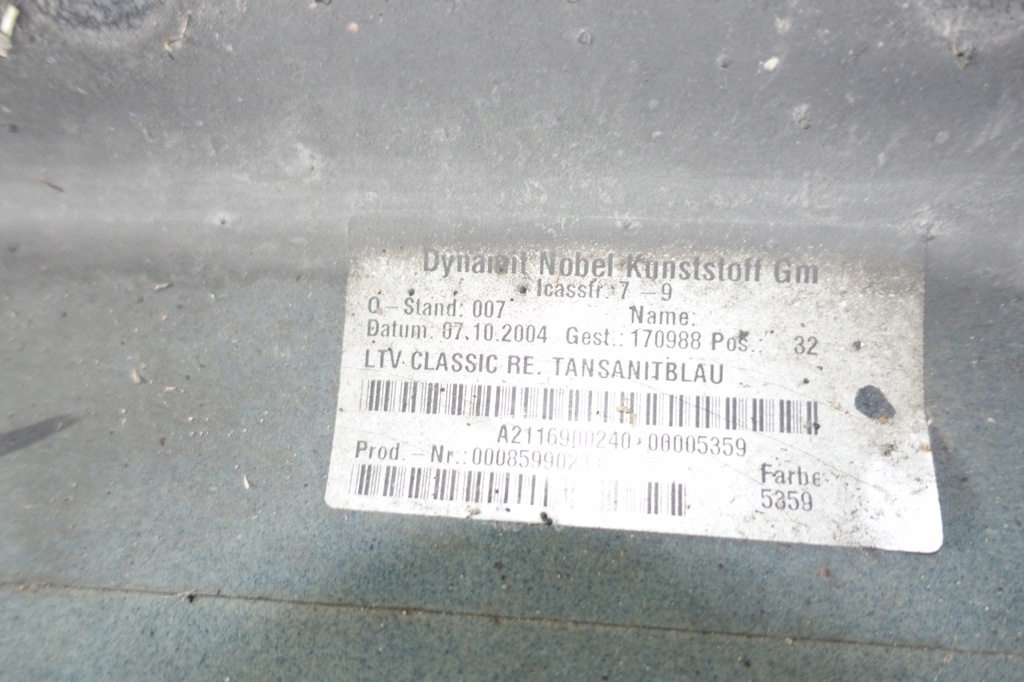 Dynamit Nobel Kunststoff Gm
Icasstr. 7-9
Q-Stand: 007 Name:
Datum: 07.10.2004 Gest.: 170988 Pos.: 32
LTV CLASSIC RE. TANSANITBLAU
A2116900240 00005359
Prod.-Nr.:
Farbe
5359